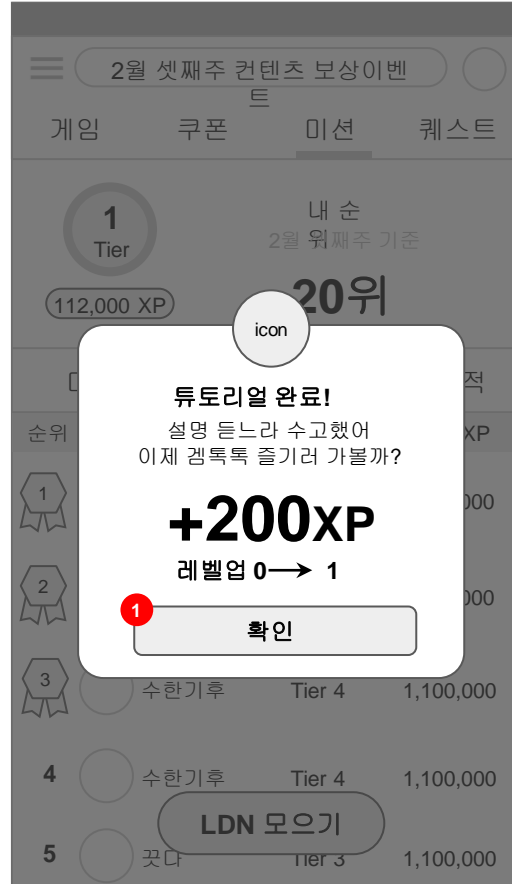 2월 셋째주 컨텐츠 보상이벤
트
게임 쿠폰 미션 퀘스트
1
Tier
112,000 XP
내 순
위
2월 셋째주 기준
20위
적
순위
XP
icon
튜토리얼 완료!
설명 듣느라 수고했어
이제 겜톡톡 즐기러 가볼까?
+200XP
레벨업 0 → 1
1
확인
1
000
2
000
3 수한기후 Tier 4 1,100,000
4 수한기후 Tier 4 1,100,000
LDN 모으기
5 Tier 3 1,100,000